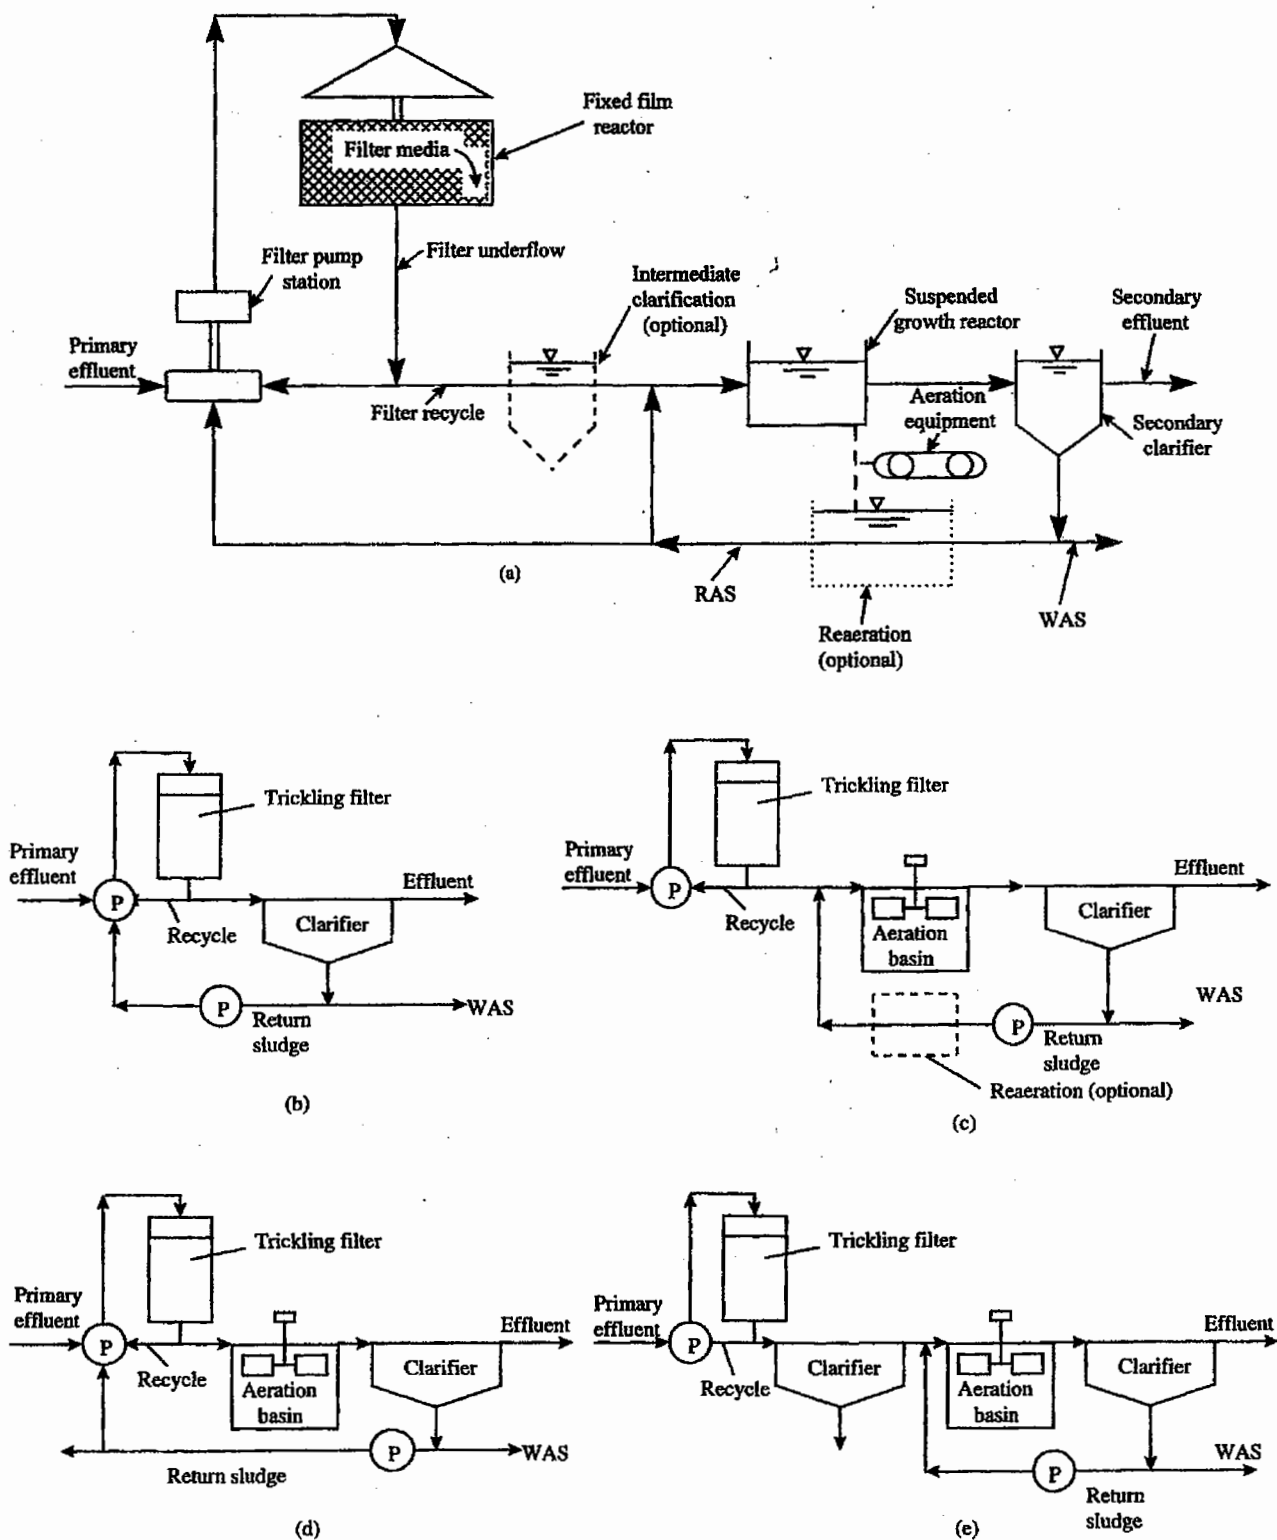 Fixed film
reactor
Filter media
Filter underflow
Filter pump
station
Intermediate
clarification
(optional)
Suspended
growth reactor
Secondary
effluent
Primary
effluent
Filter recycle
Aeration
equipment
Secondary
clarifier
(a)
RAS
WAS
Reaeration
(optional)
Trickling filter
Primary
effluent
P
Effluent
Recycle
Clarifier
P
WAS
Return
sludge
(b)
Trickling filter
Primary
effluent
P
Effluent
Recycle
Aeration
basin
Clarifier
WAS
P
Return
sludge
Reaeration (optional)
(c)
Trickling filter
Primary
effluent
P
Effluent
Recycle
Aeration
basin
Clarifier
P
WAS
Return sludge
(d)
Trickling filter
Primary
effluent
P
Effluent
Recycle
Clarifier
Aeration
basin
Clarifier
WAS
P
Return
sludge
(e)